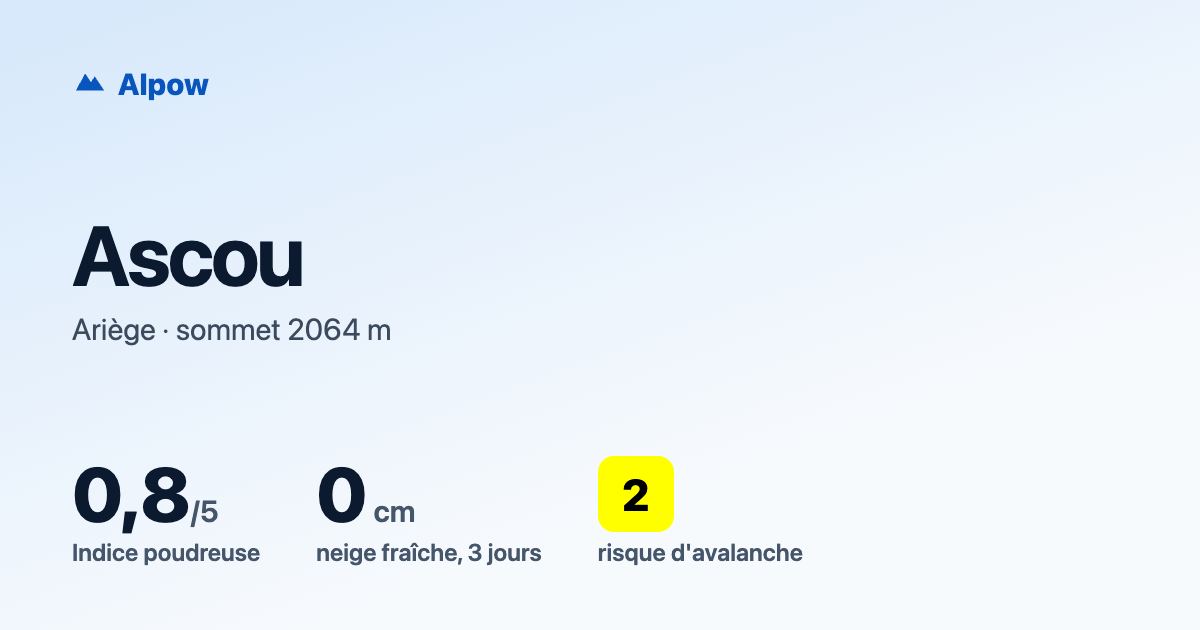 Alpow
Ascou
Ariège · sommet 2064 m
0,8/5
Indice poudreuse
0 cm
neige fraîche, 3 jours
2
risque d'avalanche